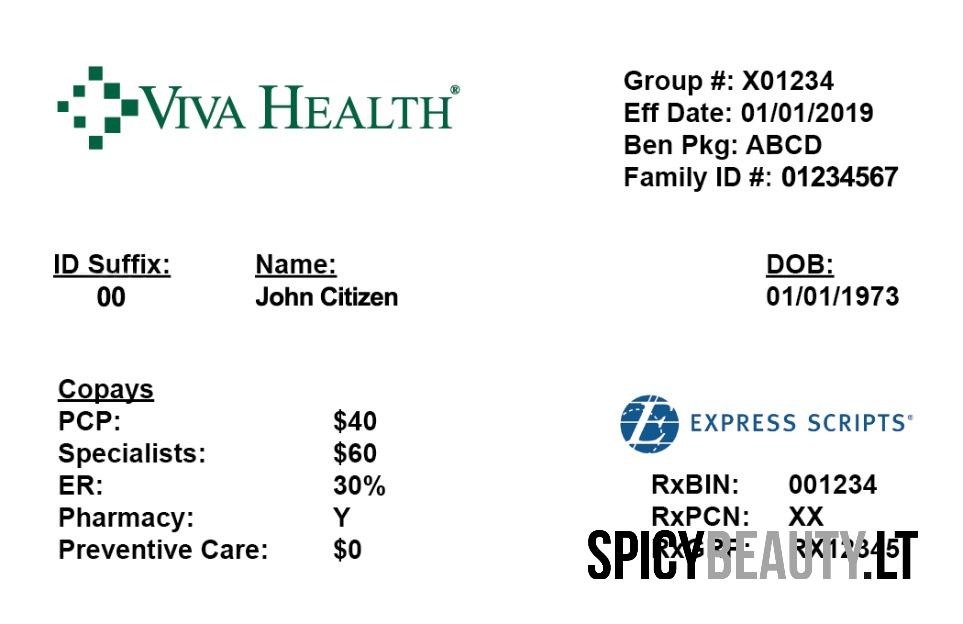 VIVA HEALTH®
Group #: X01234
Eff Date: 01/01/2019
Ben Pkg: ABCD
Family ID #: 01234567
ID Suffix: Name: DOB:
00 John Citizen 01/01/1973
Copays
PCP: $40
Specialists: $60
ER: 30%
Pharmacy: Y
Preventive Care: $0
EXPRESS SCRIPTS®
RxBIN: 001234
RxPCN: XX
RX12345
SPICYBEAUTY.LT